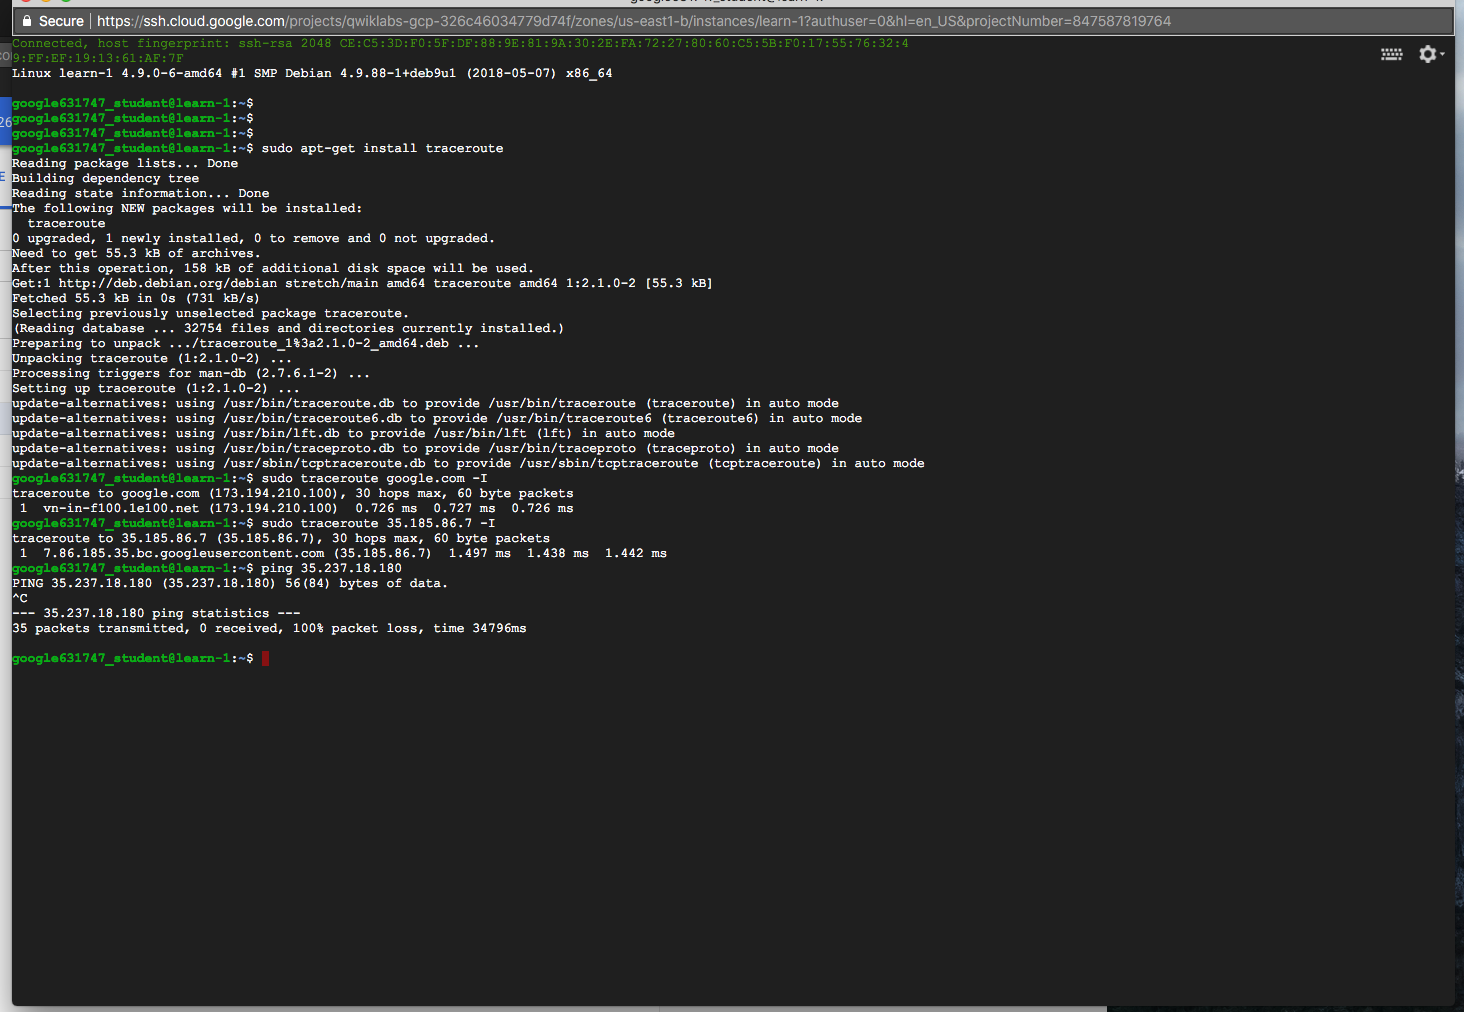 Secure | https://ssh.cloud.google.com/projects/qwiklabs-gcp-326c46034779d74f/zones/us-east1-b/instances/learn-1?authuser=0&hl=en_US&projectNumber=847587819764
Connected, host fingerprint: ssh-rsa 2048 CE:C5:3D:F0:5F:DF:88:9E:81:9A:30:2E:FA:72:27:80:60:C5:5B:F0:17:55:76:32:4
9:FF:EF:19:13:61:AF:7F
Linux learn-1 4.9.0-6-amd64 #1 SMP Debian 4.9.88-1+deb9u1 (2018-05-07) x86_64
google631747_student@learn-1:~$
google631747_student@learn-1:~$
google631747_student@learn-1:~$
google631747_student@learn-1:~$ sudo apt-get install traceroute
Reading package lists... Done
Building dependency tree
Reading state information... Done
The following NEW packages will be installed:
  traceroute
0 upgraded, 1 newly installed, 0 to remove and 0 not upgraded.
Need to get 55.3 kB of archives.
After this operation, 158 kB of additional disk space will be used.
Get:1 http://deb.debian.org/debian stretch/main amd64 traceroute amd64 1:2.1.0-2 [55.3 kB]
Fetched 55.3 kB in 0s (731 kB/s)
Selecting previously unselected package traceroute.
(Reading database ... 32754 files and directories currently installed.)
Preparing to unpack .../traceroute_1%3a2.1.0-2_amd64.deb ...
Unpacking traceroute (1:2.1.0-2) ...
Processing triggers for man-db (2.7.6.1-2) ...
Setting up traceroute (1:2.1.0-2) ...
update-alternatives: using /usr/bin/traceroute.db to provide /usr/bin/traceroute (traceroute) in auto mode
update-alternatives: using /usr/bin/traceroute6.db to provide /usr/bin/traceroute6 (traceroute6) in auto mode
update-alternatives: using /usr/bin/lft.db to provide /usr/bin/lft (lft) in auto mode
update-alternatives: using /usr/bin/traceproto.db to provide /usr/bin/traceproto (traceproto) in auto mode
update-alternatives: using /usr/sbin/tcptraceroute.db to provide /usr/sbin/tcptraceroute (tcptraceroute) in auto mode
google631747_student@learn-1:~$ sudo traceroute google.com -I
traceroute to google.com (173.194.210.100), 30 hops max, 60 byte packets
 1  vn-in-f100.1e100.net (173.194.210.100)  0.726 ms  0.727 ms  0.726 ms
google631747_student@learn-1:~$ sudo traceroute 35.185.86.7 -I
traceroute to 35.185.86.7 (35.185.86.7), 30 hops max, 60 byte packets
 1  7.86.185.35.bc.googleusercontent.com (35.185.86.7)  1.497 ms  1.438 ms  1.442 ms
google631747_student@learn-1:~$ ping 35.237.18.180
PING 35.237.18.180 (35.237.18.180) 56(84) bytes of data.
^C
--- 35.237.18.180 ping statistics ---
35 packets transmitted, 0 received, 100% packet loss, time 34796ms
google631747_student@learn-1:~$